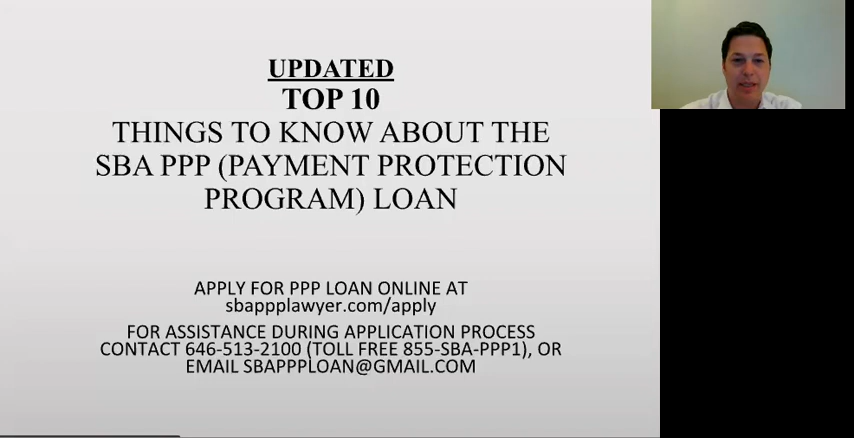 UPDATED
TOP 10
THINGS TO KNOW ABOUT THE
SBA PPP (PAYMENT PROTECTION
PROGRAM) LOAN
APPLY FOR PPP LOAN ONLINE AT
sbappplawyer.com/apply
FOR ASSISTANCE DURING APPLICATION PROCESS
CONTACT 646-513-2100 (TOLL FREE 855-SBA-PPP1), OR
EMAIL SBAPPPLOAN@GMAIL.COM